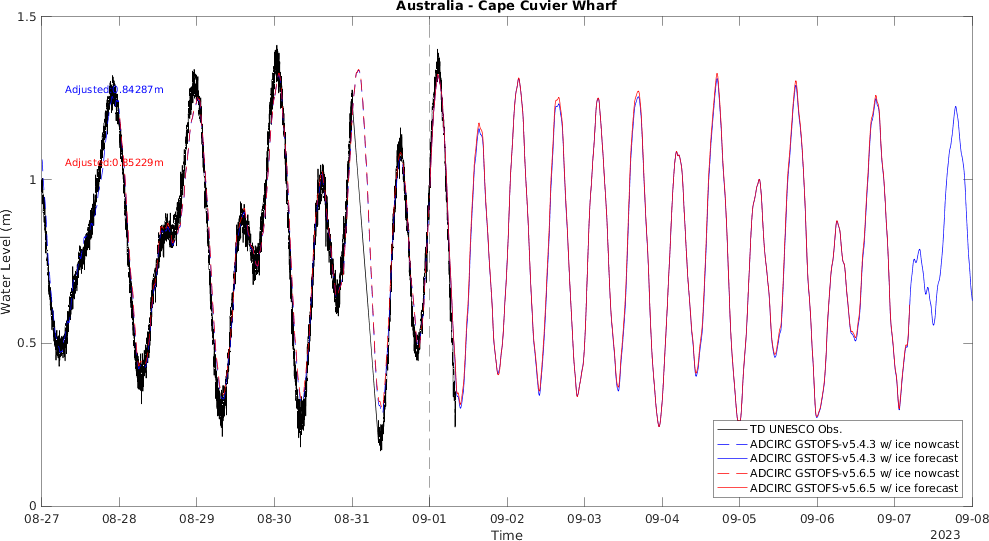 Australia - Cape Cuvier Wharf
1.5
Adjusted:0.84287m
Adjusted:0.85229m
1
0.5
0
Water Level (m)
TD UNESCO Obs.
ADCIRC GSTOFS-v5.4.3 w/ ice nowcast
ADCIRC GSTOFS-v5.4.3 w/ ice forecast
ADCIRC GSTOFS-v5.6.5 w/ ice nowcast
ADCIRC GSTOFS-v5.6.5 w/ ice forecast
08-27 08-28 08-29 08-30 08-31 09-01 09-02 09-03 09-04 09-05 09-06 09-07 09-08
Time
2023